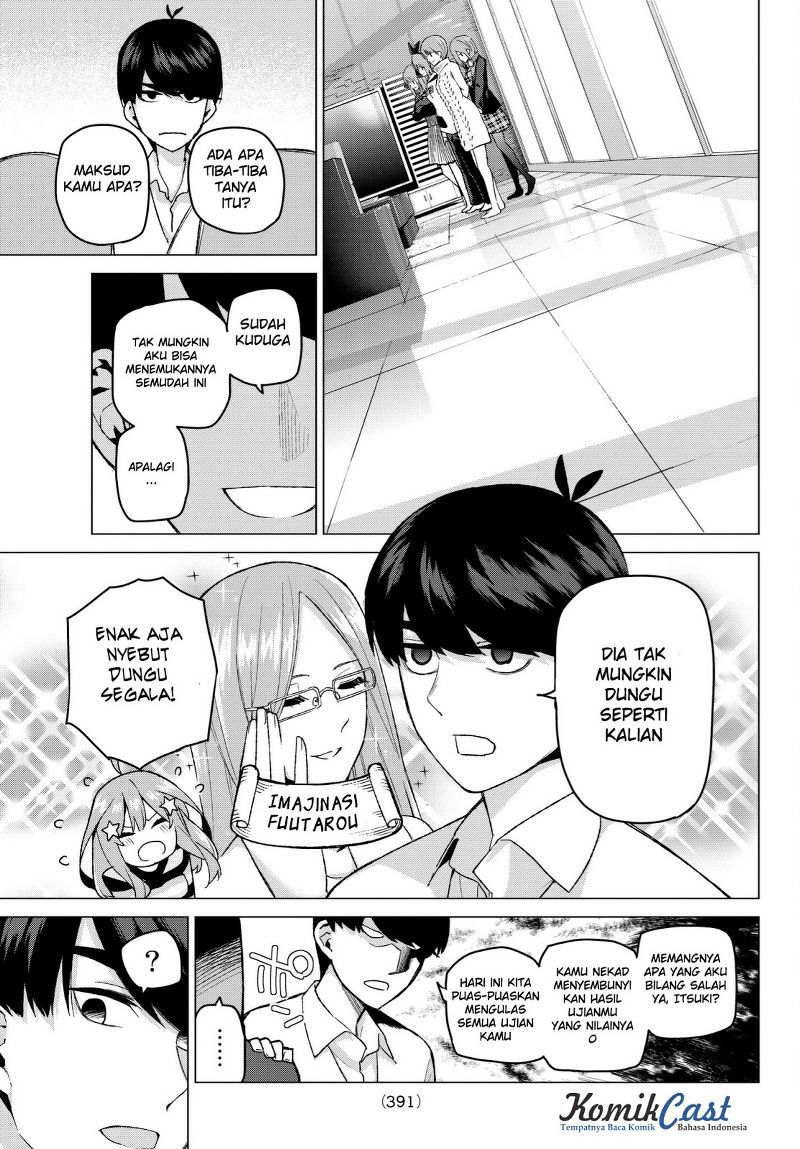 ADA APA
TIBA-TIBA
TANYA
ITU?
MAKSUD
KAMU APA?
SUDAH
KUDUGA
TAK MUNGKIN
AKU BISA
MENEMUKANNYA
SEMUDAH INI
APALAGI
...
DIA TAK
MUNGKIN
DUNGU
SEPERTI
KALIAN
ENAK AJA
NYEBUT
DUNGU
SEGALA!
IMAJINASI
FUUTAROU
MEMANGNYA
APA YANG AKU
BILANG SALAH
YA, ITSUKI?
KAMU NEKAD
MENYEMBUNYI
KAN HASIL
UJIANMU
YANG NILAINYA
0
HARI INI KITA
PUAS-PUASKAN
MENGULAS
SEMUA UJIAN
KAMU
......
?
(391)
KomikCast
Tempatnya Baca Komik Bahasa Indonesia